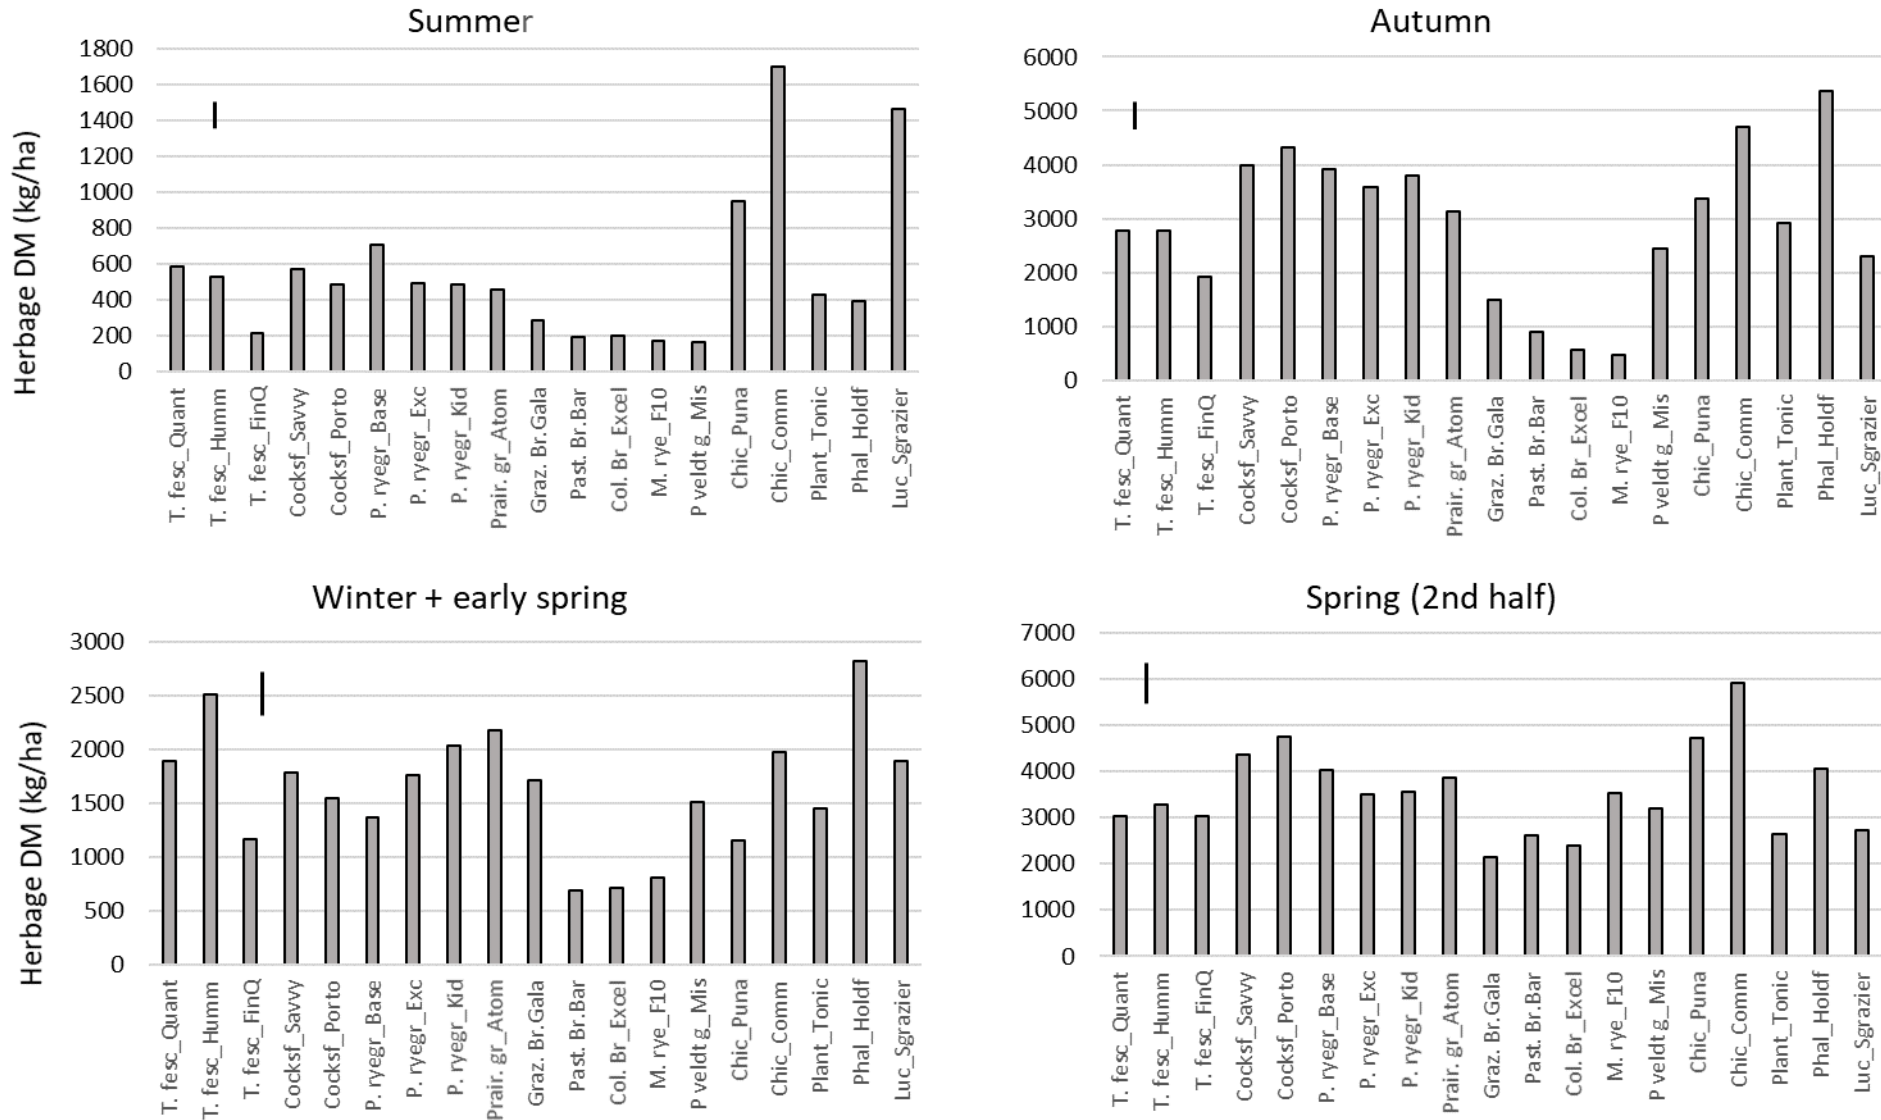 Summer
Herbage DM (kg/ha)
1800
1600
1400
1200
1000
800
600
400
200
0
T. fesc_Quant
T. fesc_Humm
T. fesc_FinQ
Cocksf_Savvy
Cocksf_Porto
P. ryegr_Base
P. ryegr_Exc
P. ryegr_Kid
Prair. gr_Atom
Graz. Br.Gala
Past. Br.Bar
Col. Br_Excel
M. rye_F10
P veldt g_Mis
Chic_Puna
Chic_Comm
Plant_Tonic
Phal_Holdf
Luc_Sgrazier
Autumn
6000
5000
4000
3000
2000
1000
0
T. fesc_Quant
T. fesc_Humm
T. fesc_FinQ
Cocksf_Savvy
Cocksf_Porto
P. ryegr_Base
P. ryegr_Exc
P. ryegr_Kid
Prair. gr_Atom
Graz. Br.Gala
Past. Br.Bar
Col. Br_Excel
M. rye_F10
P veldt g_Mis
Chic_Puna
Chic_Comm
Plant_Tonic
Phal_Holdf
Luc_Sgrazier
Winter + early spring
Herbage DM (kg/ha)
3000
2500
2000
1500
1000
500
0
T. fesc_Quant
T. fesc_Humm
T. fesc_FinQ
Cocksf_Savvy
Cocksf_Porto
P. ryegr_Base
P. ryegr_Exc
P. ryegr_Kid
Prair. gr_Atom
Graz. Br.Gala
Past. Br.Bar
Col. Br_Excel
M. rye_F10
P veldt g_Mis
Chic_Puna
Chic_Comm
Plant_Tonic
Phal_Holdf
Luc_Sgrazier
Spring (2nd half)
7000
6000
5000
4000
3000
2000
1000
0
T. fesc_Quant
T. fesc_Humm
T. fesc_FinQ
Cocksf_Savvy
Cocksf_Porto
P. ryegr_Base
P. ryegr_Exc
P. ryegr_Kid
Prair. gr_Atom
Graz. Br.Gala
Past. Br.Bar
Col. Br_Excel
M. rye_F10
P veldt g_Mis
Chic_Puna
Chic_Comm
Plant_Tonic
Phal_Holdf
Luc_Sgrazier